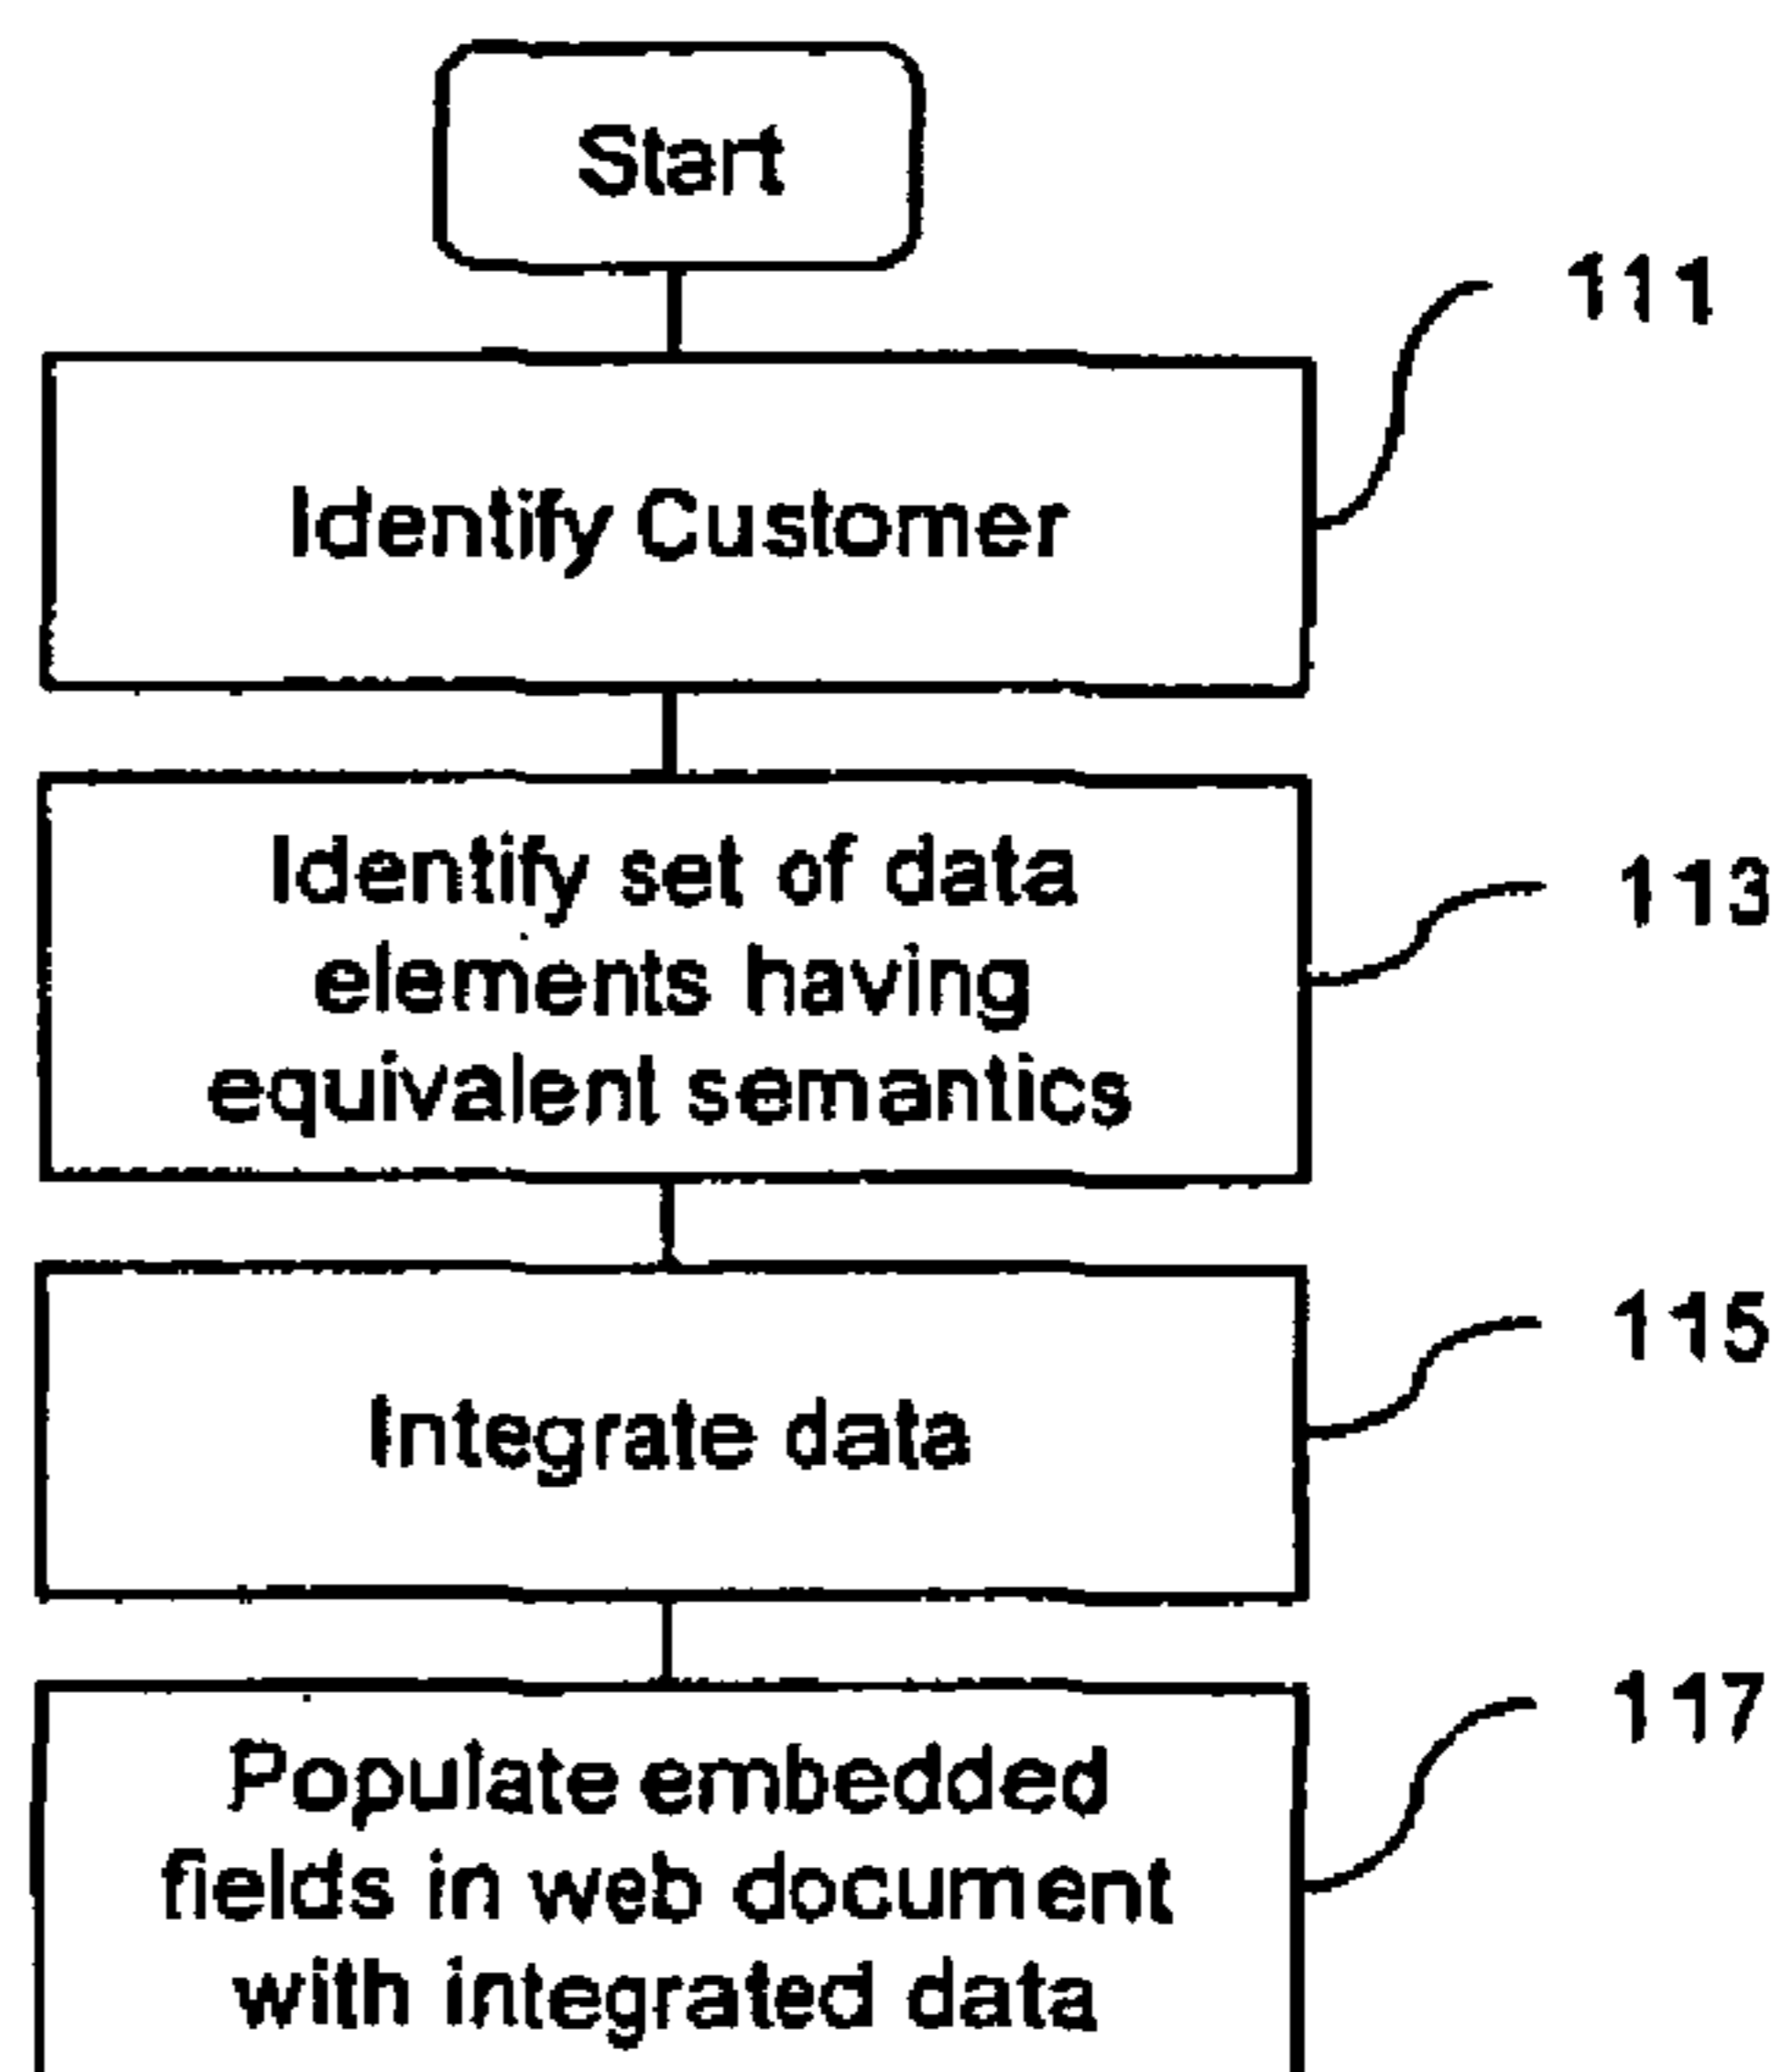 Start
111
Identify Customer
Identify set of data
113
elements having
equivalent semantics
115
Integrate data
117
Populate embedded
fields in web document
with integrated data